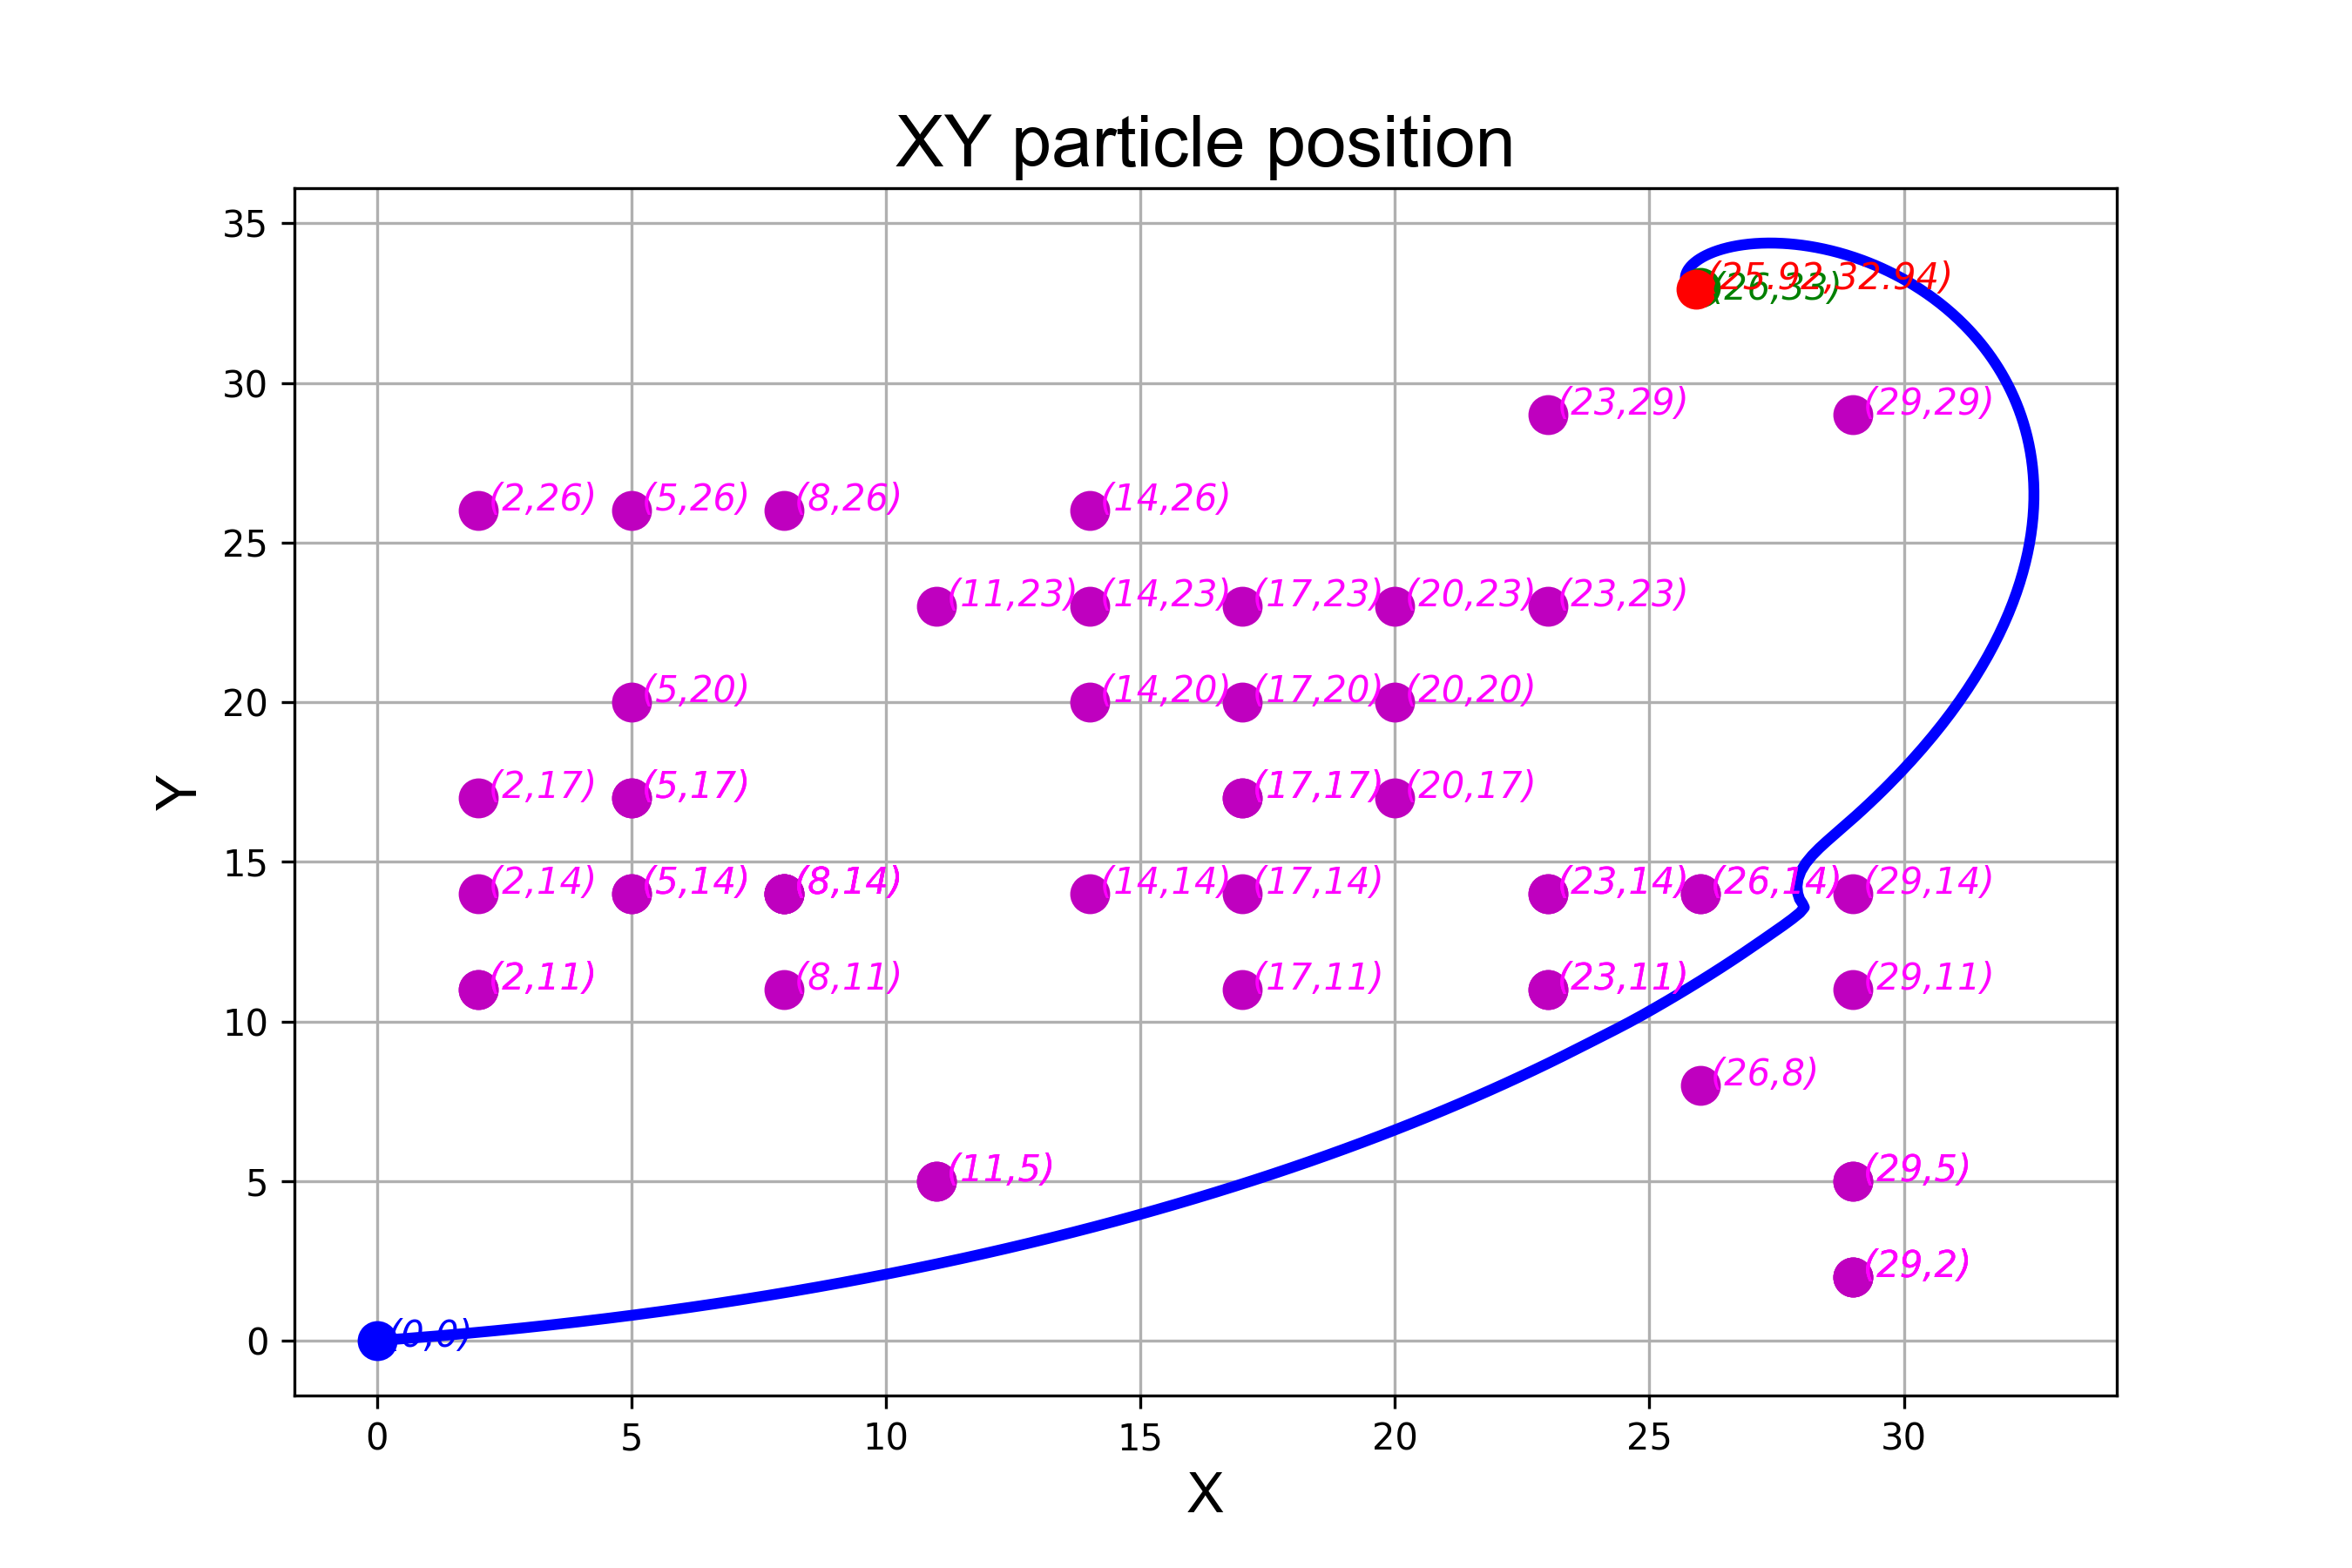 XY particle position
35
(25.92,32.94)
(26,33)
30
(23,29) (29,29)
(2,26) (5,26) (8,26) (14,26)
25
(11,23) (14,23) (17,23) (20,23) (23,23)
20
(5,20) (14,20) (17,20) (20,20)
(2,17) (5,17) (17,17) (20,17)
Y
15
(2,14) (5,14) (8,14) (14,14) (17,14) (23,14) (26,14) (29,14)
(2,11) (8,11) (17,11) (23,11) (29,11)
10
(26,8)
5
(11,5) (29,5)
(29,2)
0
(0,0)
0 5 10 15 20 25 30
X